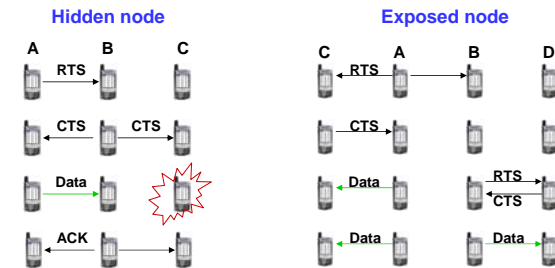 Hidden node
A B C
RTS
CTS CTS
Data
ACK
Exposed node
C A B D
RTS
CTS
Data RTS
CTS
Data Data